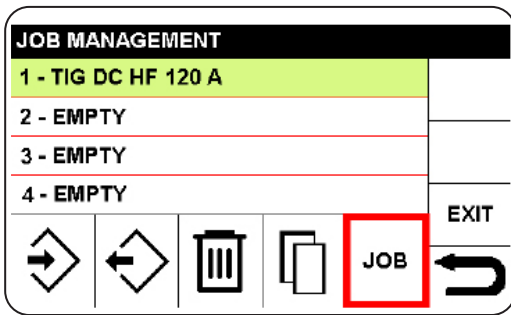 JOB MANAGEMENT
1 - TIG DC HF 120 A
2 - EMPTY
3 - EMPTY
4 - EMPTY
EXIT
JOB